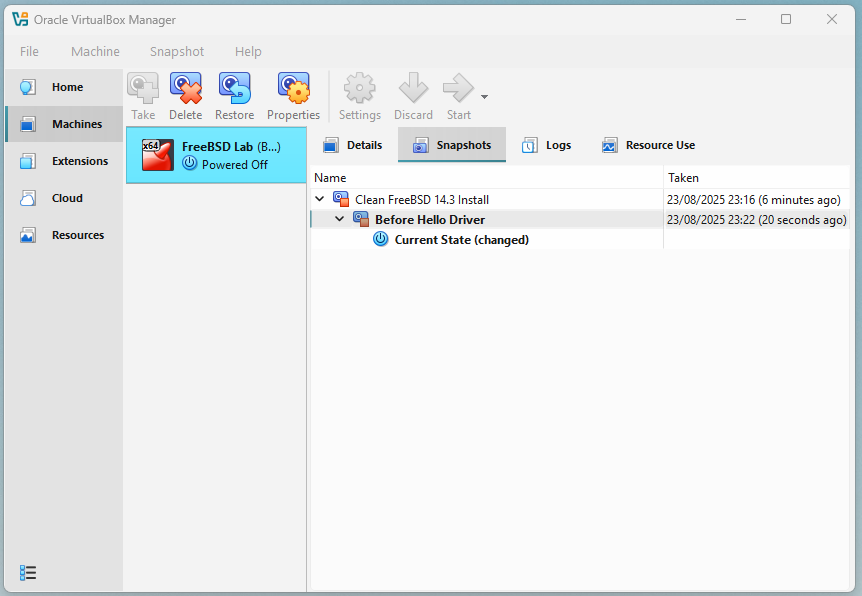 Oracle VirtualBox Manager
File Machine Snapshot Help
Home
Machines
Extensions
Cloud
Resources
Take Delete Restore Properties Settings Discard Start
x64
FreeBSD Lab (B...)
Powered Off
Details Snapshots Logs Resource Use
Name Taken
Clean FreeBSD 14.3 Install 23/08/2025 23:16 (6 minutes ago)
Before Hello Driver 23/08/2025 23:22 (20 seconds ago)
Current State (changed)